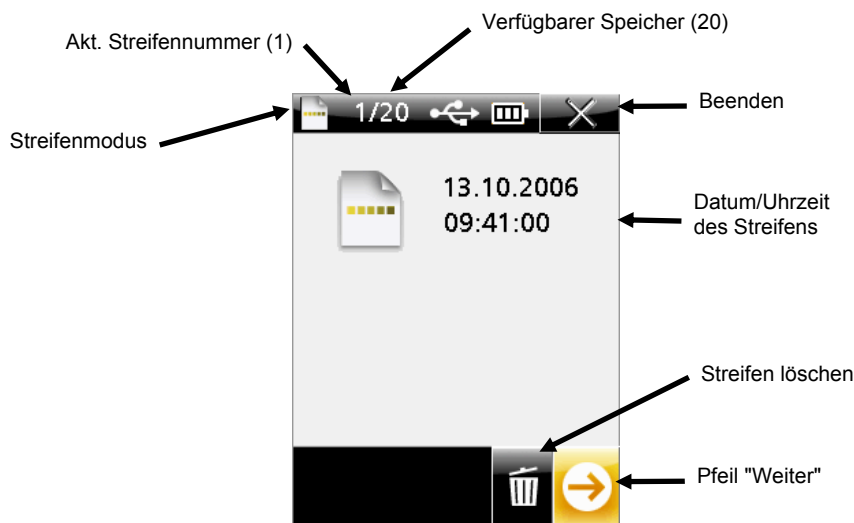 Verfügbarer Speicher (20)
Akt. Streifennummer (1)
1/20
Beenden
Streifenmodus
13.10.2006
09:41:00
Datum/Uhrzeit
des Streifens
Streifen löschen
Pfeil "Weiter"